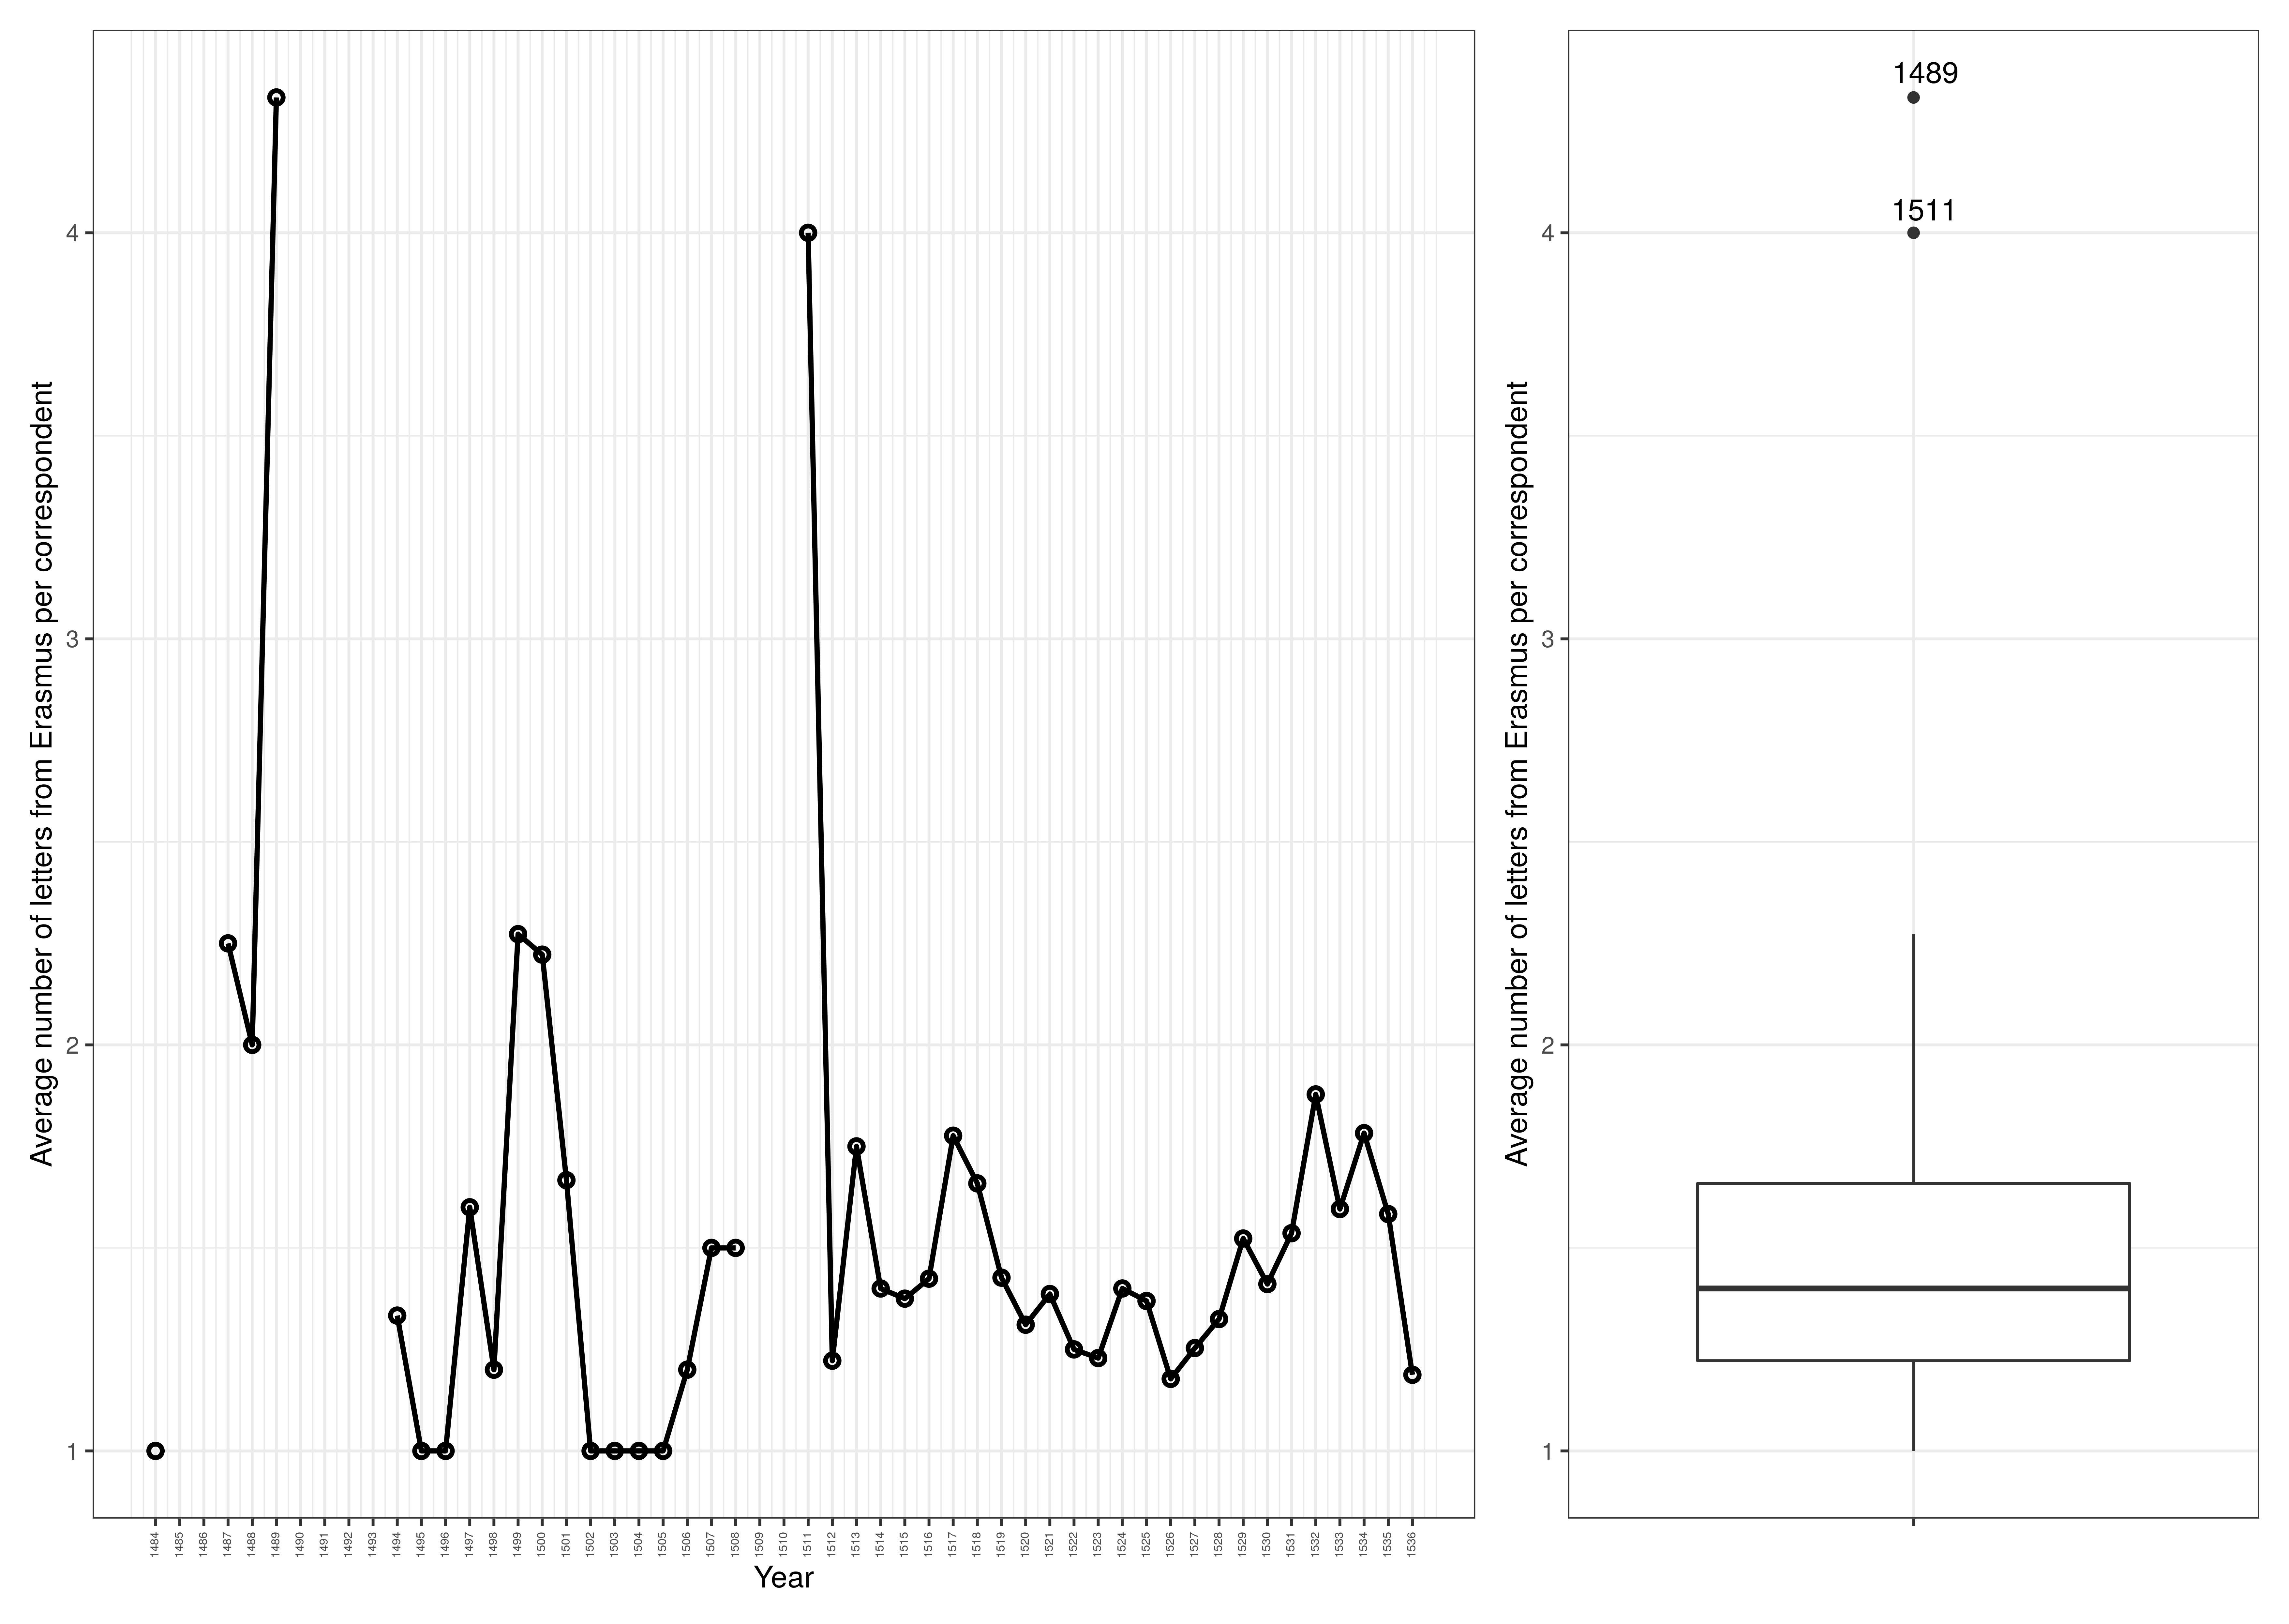 Average number of letters from Erasmus per correspondent
4
3
2
1
1484 1485 1486 1487 1488 1489 1490 1491 1492 1493 1494 1495 1496 1497 1498 1499 1500 1501 1502 1503 1504 1505 1506 1507 1508 1509 1510 1511 1512 1513 1514 1515 1516 1517 1518 1519 1520 1521 1522 1523 1524 1525 1526 1527 1528 1529 1530 1531 1532 1533 1534 1535 1536
Year
Average number of letters from Erasmus per correspondent
4
3
2
1
1489
1511